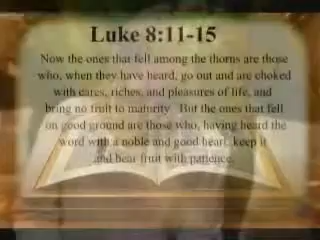 Luke 8:11-15
Now the ones that fell among the thorns are those
who, when they have heard, go out and are choked
with cares, riches, and pleasures of life, and
bring no fruit to maturity. But the ones that fell
on good ground are those who, having heard the
word with a noble and good heart, keep it
and bear fruit with patience.